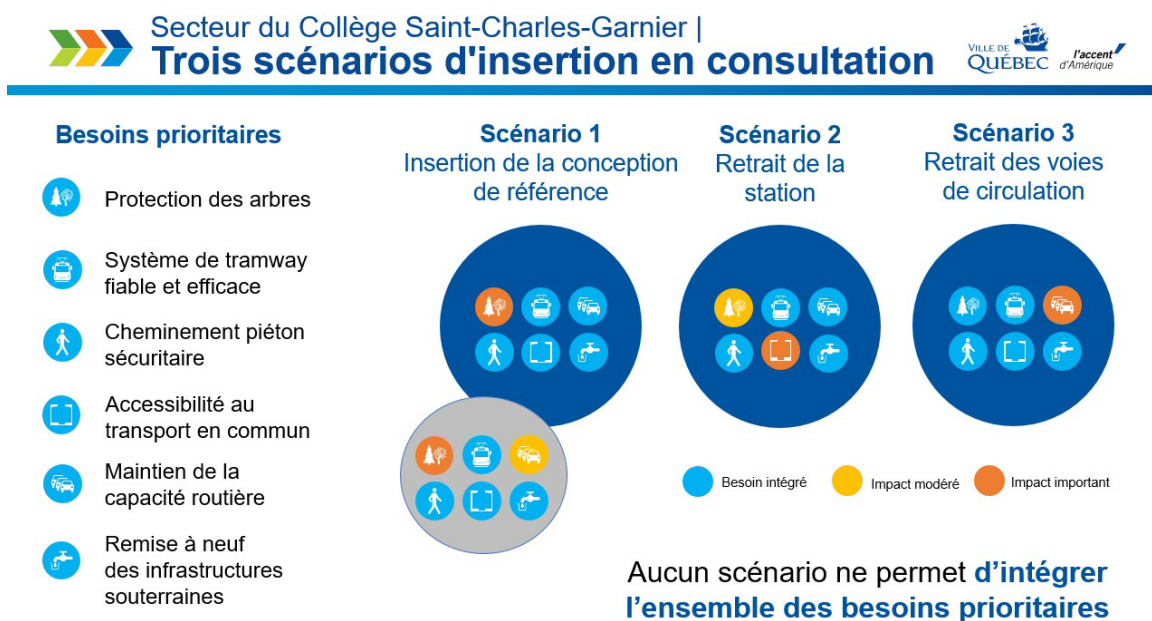 Secteur du Collège Saint-Charles-Garnier |
Trois scénarios d'insertion en consultation
VILLE DE
QUÉBEC
l'accent
d'Amérique
Besoins prioritaires
Protection des arbres
Système de tramway
fiable et efficace
Cheminement piéton
sécuritaire
Accessibilité au
transport en commun
Maintien de la
capacité routière
Remise à neuf
des infrastructures
souterraines
Scénario 1
Insertion de la conception
de référence
Scénario 2
Retrait de la
station
Scénario 3
Retrait des voies
de circulation
Besoin intégré
Impact modéré
Impact important
Aucun scénario ne permet d’intégrer
l’ensemble des besoins prioritaires